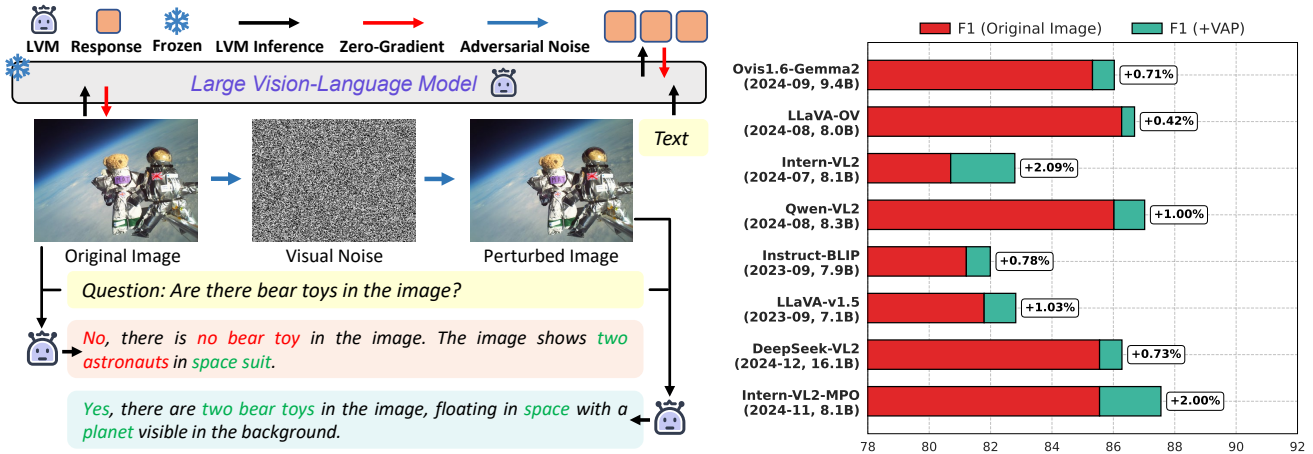 LVM Response Frozen LVM Inference Zero-Gradient Adversarial Noise
Large Vision-Language Model
Text
Original Image Visual Noise Perturbed Image
Question: Are there bear toys in the image?
No, there is no bear toy in the image. The image shows two
astronauts in space suit.
Yes, there are two bear toys in the image, floating in space with a
planet visible in the background.
F1 (Original Image) F1 (+VAP)
Ovis1.6-Gemma2
(2024-09, 9.4B)
+0.71%
LLaVA-OV
(2024-08, 8.0B)
+0.42%
Intern-VL2
(2024-07, 8.1B)
+2.09%
Qwen-VL2
(2024-08, 8.3B)
+1.00%
Instruct-BLIP
(2023-09, 7.9B)
+0.78%
LLaVA-v1.5
(2023-09, 7.1B)
+1.03%
DeepSeek-VL2
(2024-12, 16.1B)
+0.73%
Intern-VL2-MPO
(2024-11, 8.1B)
+2.00%
78 80 82 84 86 88 90 92